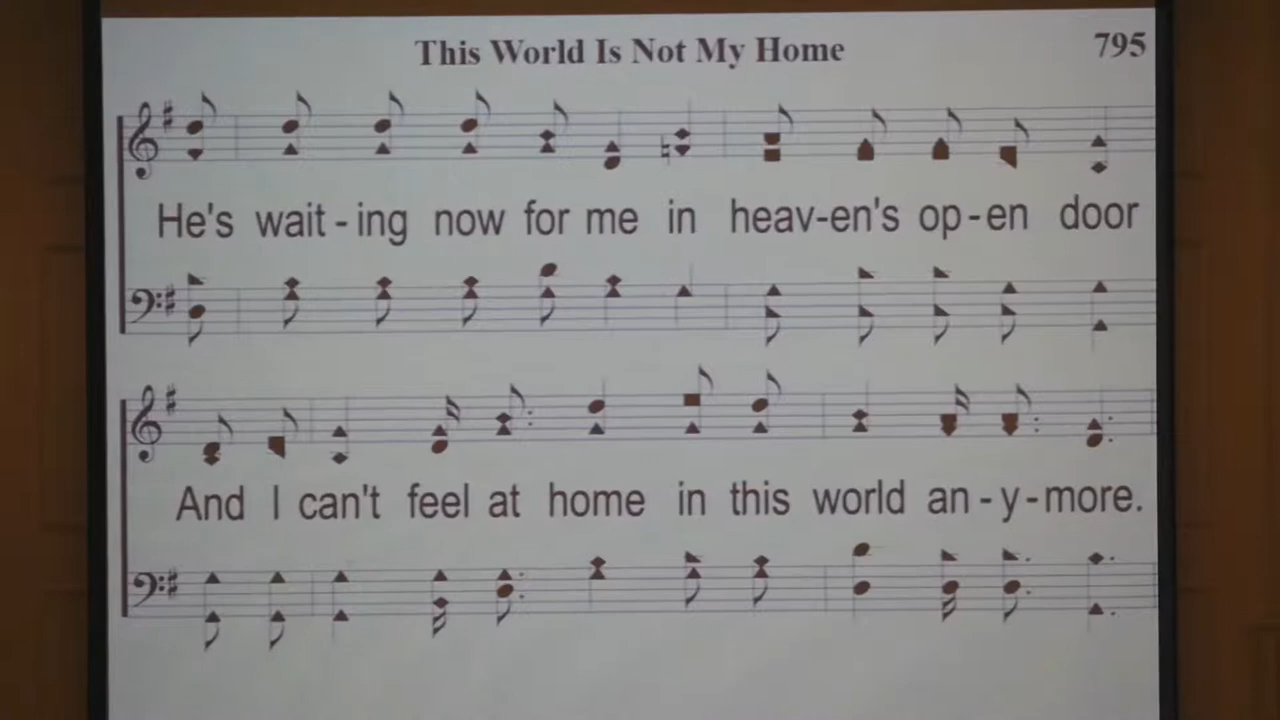 This World Is Not My Home 795
He's wait - ing now for me in heav-en's op-en door
And I can't feel at home in this world an - y - more.